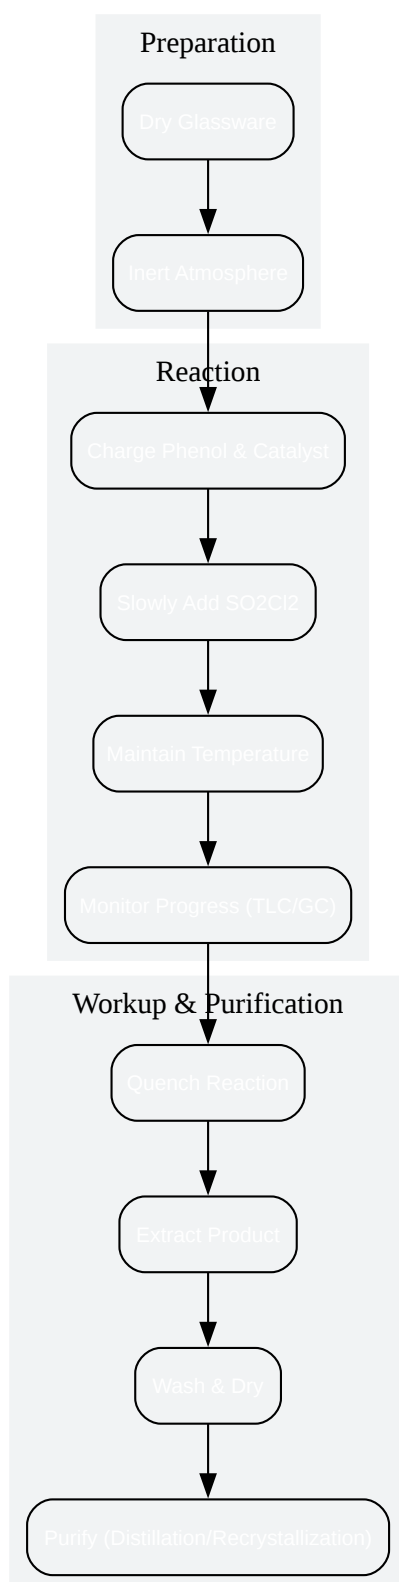 Preparation
Dry Glassware
Inert Atmosphere
Reaction
Charge Phenol & Catalyst
Slowly Add SO2Cl2
Maintain Temperature
Monitor Progress (TLC/GC)
Workup & Purification
Quench Reaction
Extract Product
Wash & Dry
Purify (Distillation/Recrystallization)